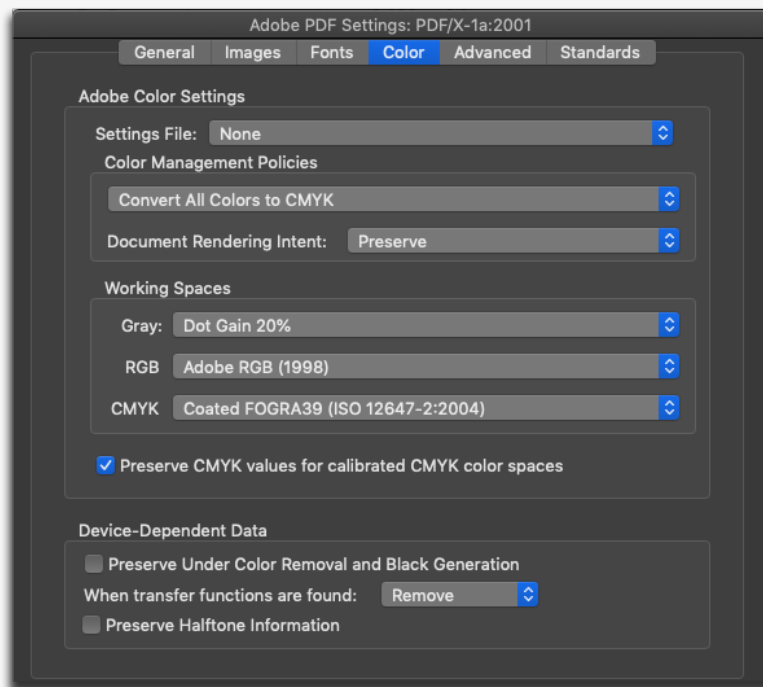 Adobe PDF Settings: PDF/X-1a:2001
General Images Fonts Color Advanced Standards
Adobe Color Settings
Settings File: None
Color Management Policies
Convert All Colors to CMYK
Document Rendering Intent: Preserve
Working Spaces
Gray: Dot Gain 20%
RGB Adobe RGB (1998)
CMYK Coated FOGRA39 (ISO 12647-2:2004)
Preserve CMYK values for calibrated CMYK color spaces
Device-Dependent Data
Preserve Under Color Removal and Black Generation
When transfer functions are found: Remove
Preserve Halftone Information